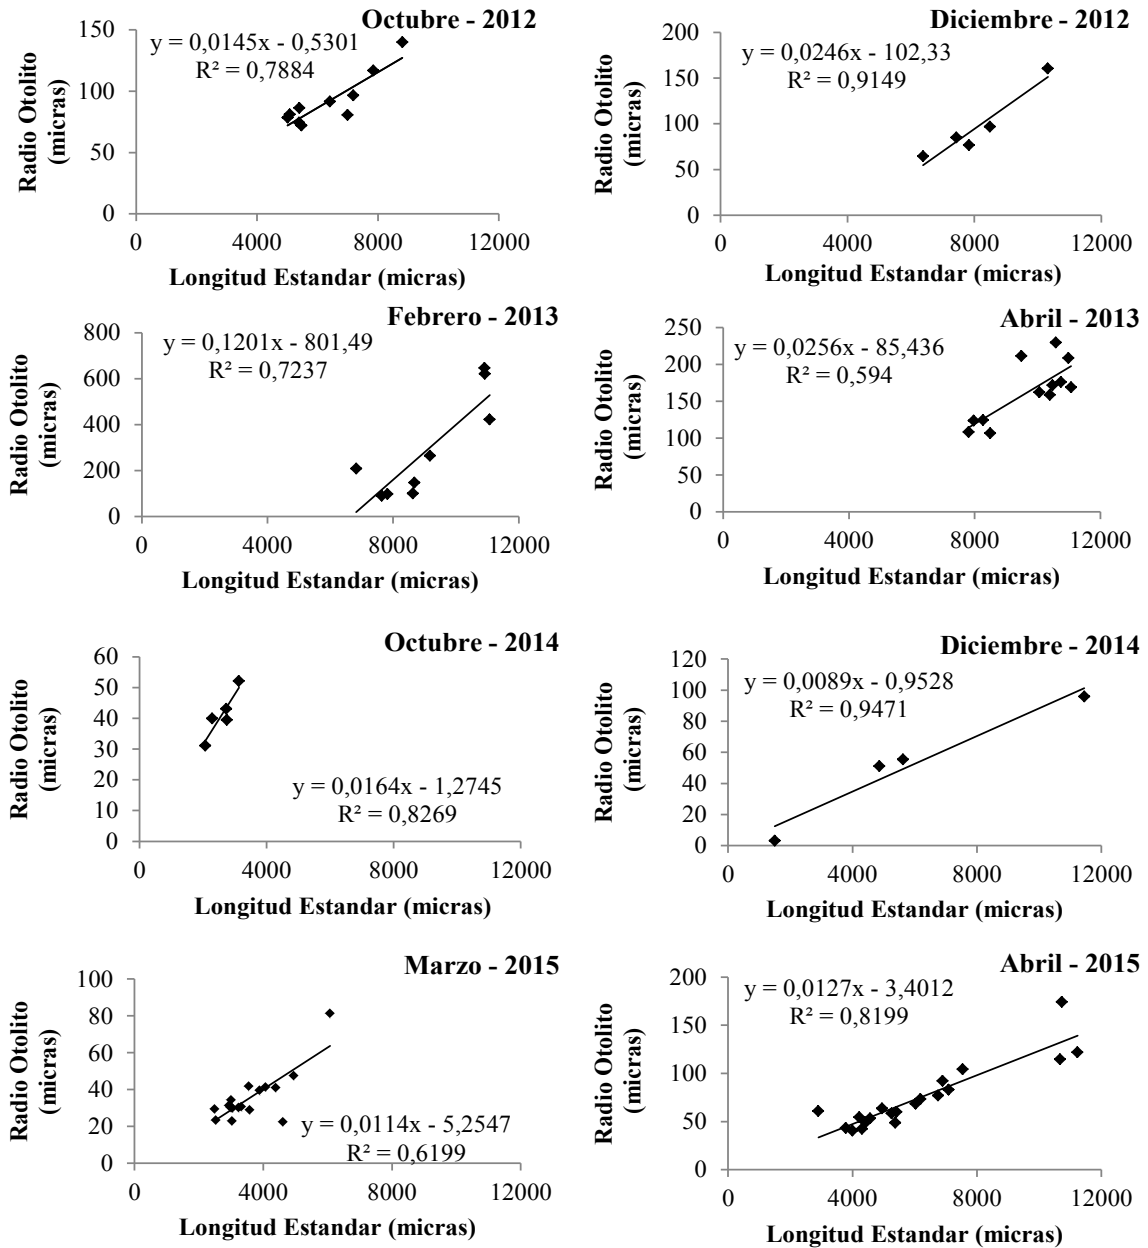 Octubre - 2012
y = 0,0145x - 0,5301
R² = 0,7884
150
100
50
0
0 4000 8000 12000
Radio Otolito
(micras)
Longitud Estandar (micras)
Diciembre - 2012
y = 0,0246x - 102,33
R² = 0,9149
200
150
100
50
0
0 4000 8000 12000
Radio Otolito
(micras)
Longitud Estandar (micras)
Febrero - 2013
y = 0,1201x - 801,49
R² = 0,7237
800
600
400
200
0
0 4000 8000 12000
Radio Otolito
(micras)
Longitud Estandar (micras)
Abril - 2013
y = 0,0256x - 85,436
R² = 0,594
250
200
150
100
50
0
0 4000 8000 12000
Radio Otolito
(micras)
Longitud Estandar (micras)
Octubre - 2014
60
50
40
30
20
10
0
y = 0,0164x - 1,2745
R² = 0,8269
0 4000 8000 12000
Radio Otolito
(micras)
Longitud Estandar (micras)
Diciembre - 2014
y = 0,0089x - 0,9528
R² = 0,9471
120
100
80
60
40
20
0
0 4000 8000 12000
Radio Otolito
(micras)
Longitud Estandar (micras)
Marzo - 2015
100
80
60
40
20
0
y = 0,0114x - 5,2547
R² = 0,6199
0 4000 8000 12000
Radio Otolito
(micras)
Longitud Estandar (micras)
Abril - 2015
y = 0,0127x - 3,4012
R² = 0,8199
200
150
100
50
0
0 4000 8000 12000
Radio Otolito
(micras)
Longitud Estandar (micras)